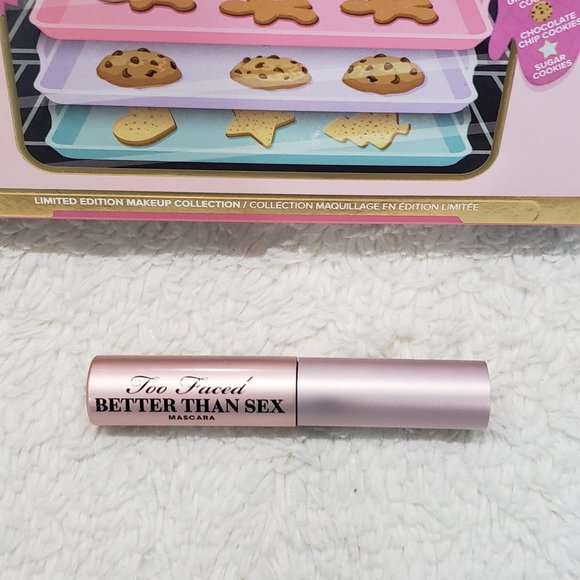 CHOCOLATE
CHIP COOKIES
SUGAR
COOKIES
LIMITED EDITION MAKEUP COLLECTION / COLLECTION MAQUILLAGE EN ÉDITION LIMITÉE
Too Faced
BETTER THAN SEX
MASCARA